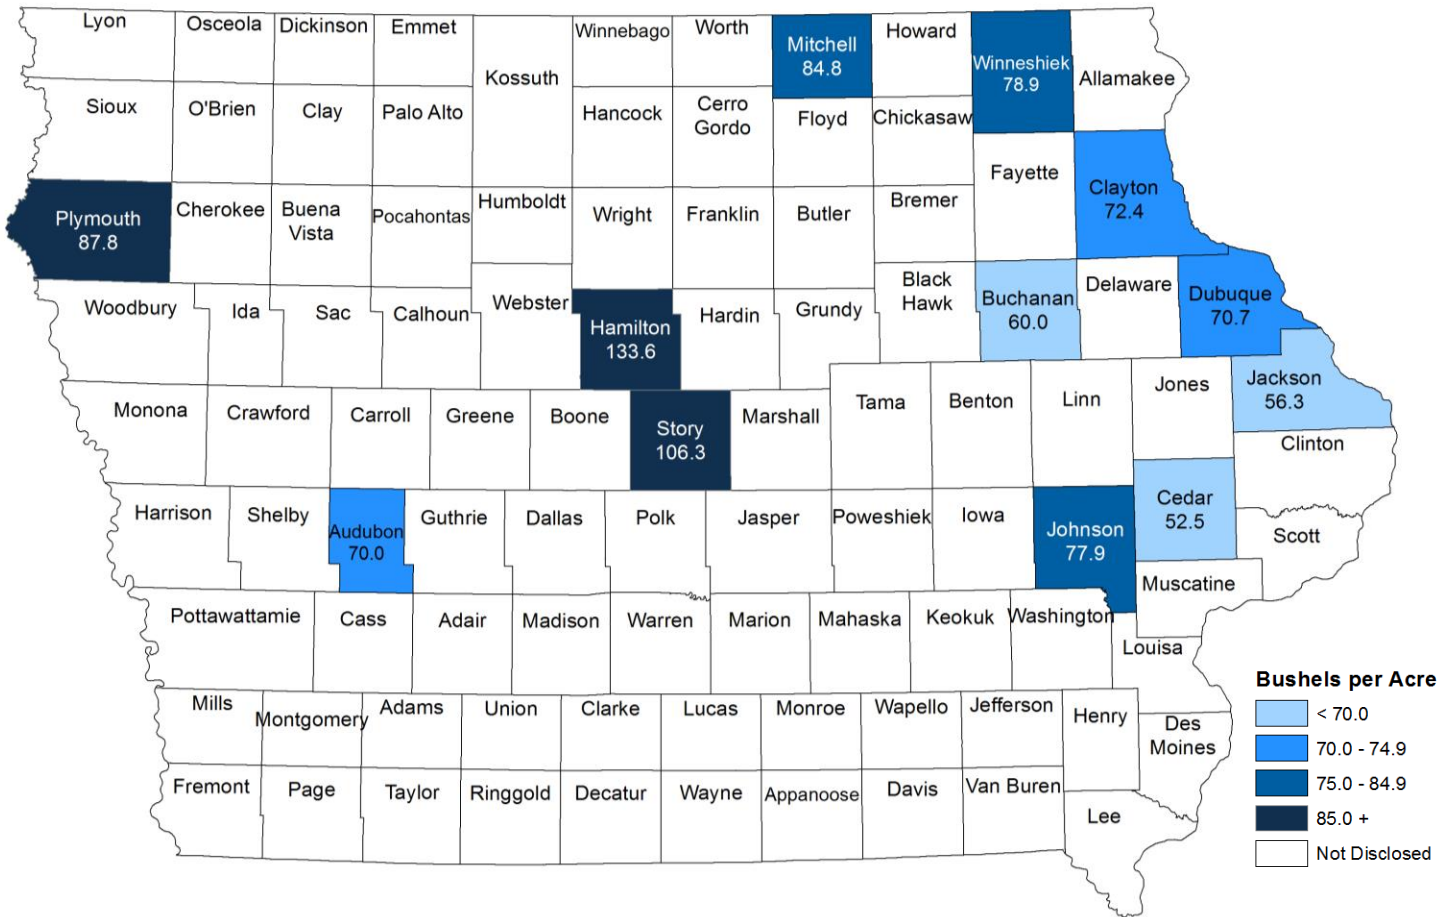 Lyon
Osceola
Dickinson
Emmet
Kossuth
Winnebago
Worth
Mitchell
84.8
Howard
Winneshiek
78.9
Allamakee
Sioux
O'Brien
Clay
Palo Alto
Hancock
Cerro
Gordo
Floyd
Chickasaw
Fayette
Clayton
72.4
Plymouth
87.8
Cherokee
Buena
Vista
Pocahontas
Humboldt
Wright
Franklin
Butler
Bremer
Woodbury
Ida
Sac
Calhoun
Webster
Hamilton
133.6
Hardin
Grundy
Black
Hawk
Buchanan
60.0
Delaware
Dubuque
70.7
Monona
Crawford
Carroll
Greene
Boone
Story
106.3
Marshall
Tama
Benton
Linn
Jones
Jackson
56.3
Clinton
Harrison
Shelby
Audubon
70.0
Guthrie
Dallas
Polk
Jasper
Poweshiek
Iowa
Johnson
77.9
Cedar
52.5
Scott
Muscatine
Pottawattamie
Cass
Adair
Madison
Warren
Marion
Mahaska
Keokuk
Washington
Louisa
Mills
Montgomery
Adams
Union
Clarke
Lucas
Monroe
Wapello
Jefferson
Henry
Des
Moines
Fremont
Page
Taylor
Ringgold
Decatur
Wayne
Appanoose
Davis
Van Buren
Lee
Bushels per Acre
< 70.0
70.0 - 74.9
75.0 - 84.9
85.0 +
Not Disclosed